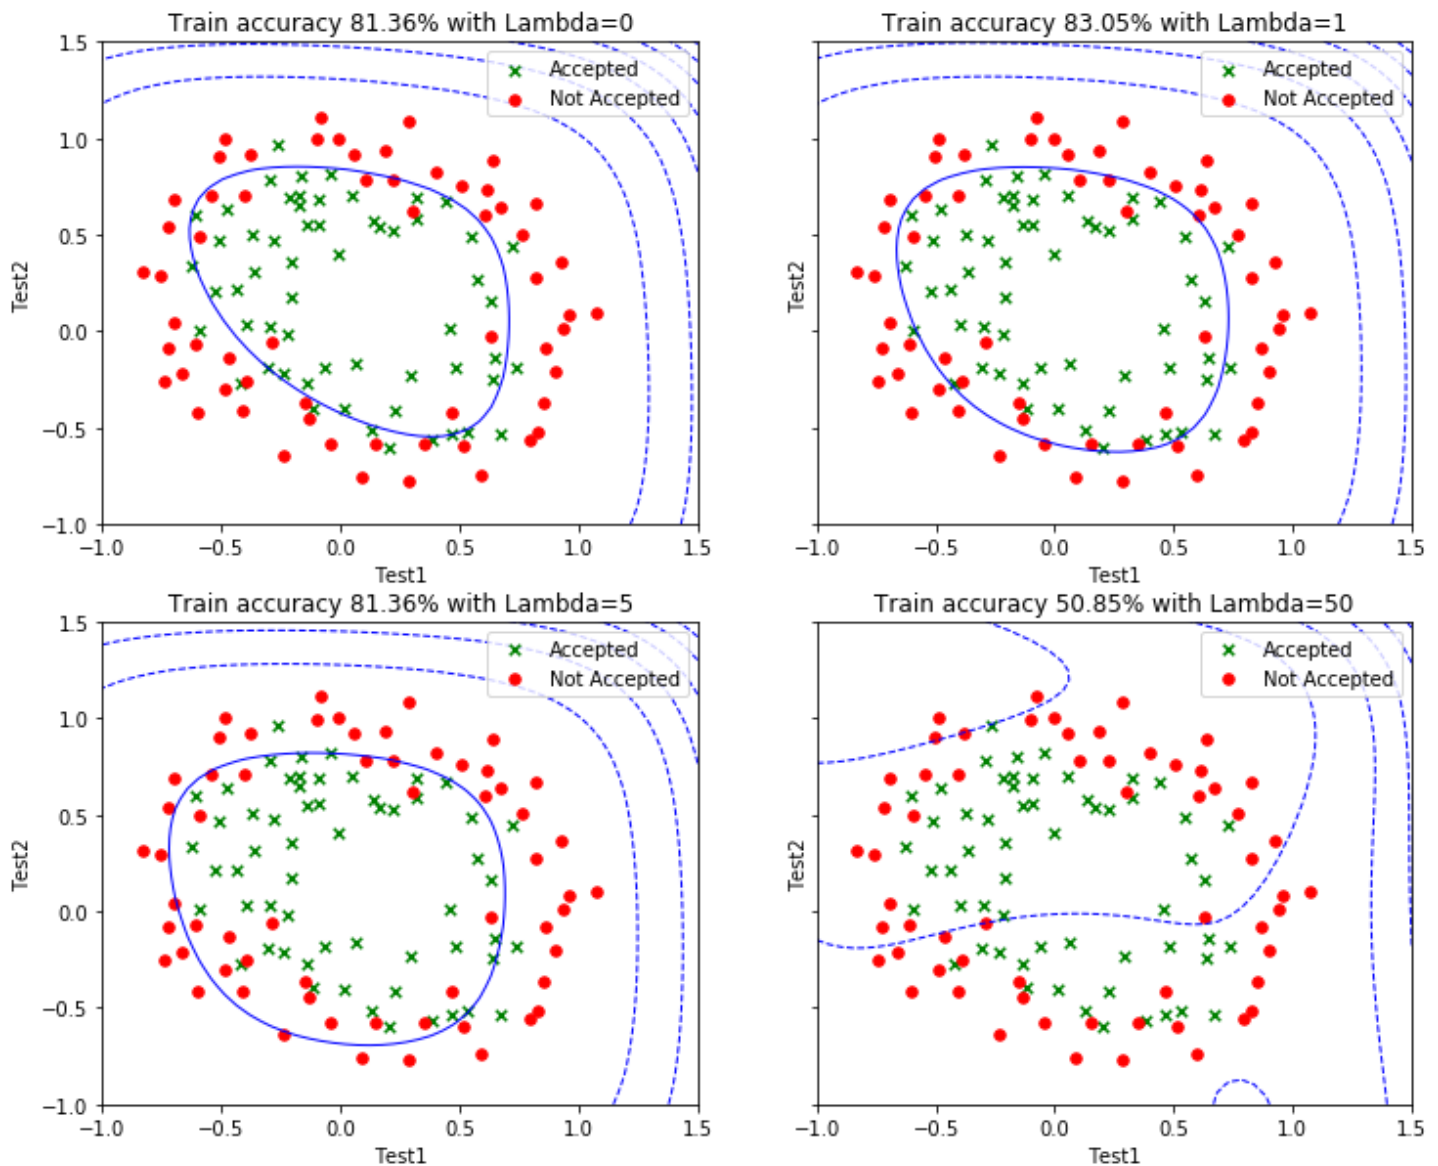 Train accuracy 81.36% with Lambda=0
1.5
1.0
0.5
0.0
−0.5
−1.0
Test2
Accepted
Not Accepted
−1.0 −0.5 0.0 0.5 1.0 1.5
Test1
Train accuracy 83.05% with Lambda=1
Test2
Accepted
Not Accepted
−1.0 −0.5 0.0 0.5 1.0 1.5
Test1
Train accuracy 81.36% with Lambda=5
1.5
1.0
0.5
0.0
−0.5
−1.0
Test2
Accepted
Not Accepted
−1.0 −0.5 0.0 0.5 1.0 1.5
Test1
Train accuracy 50.85% with Lambda=50
Test2
Accepted
Not Accepted
−1.0 −0.5 0.0 0.5 1.0 1.5
Test1